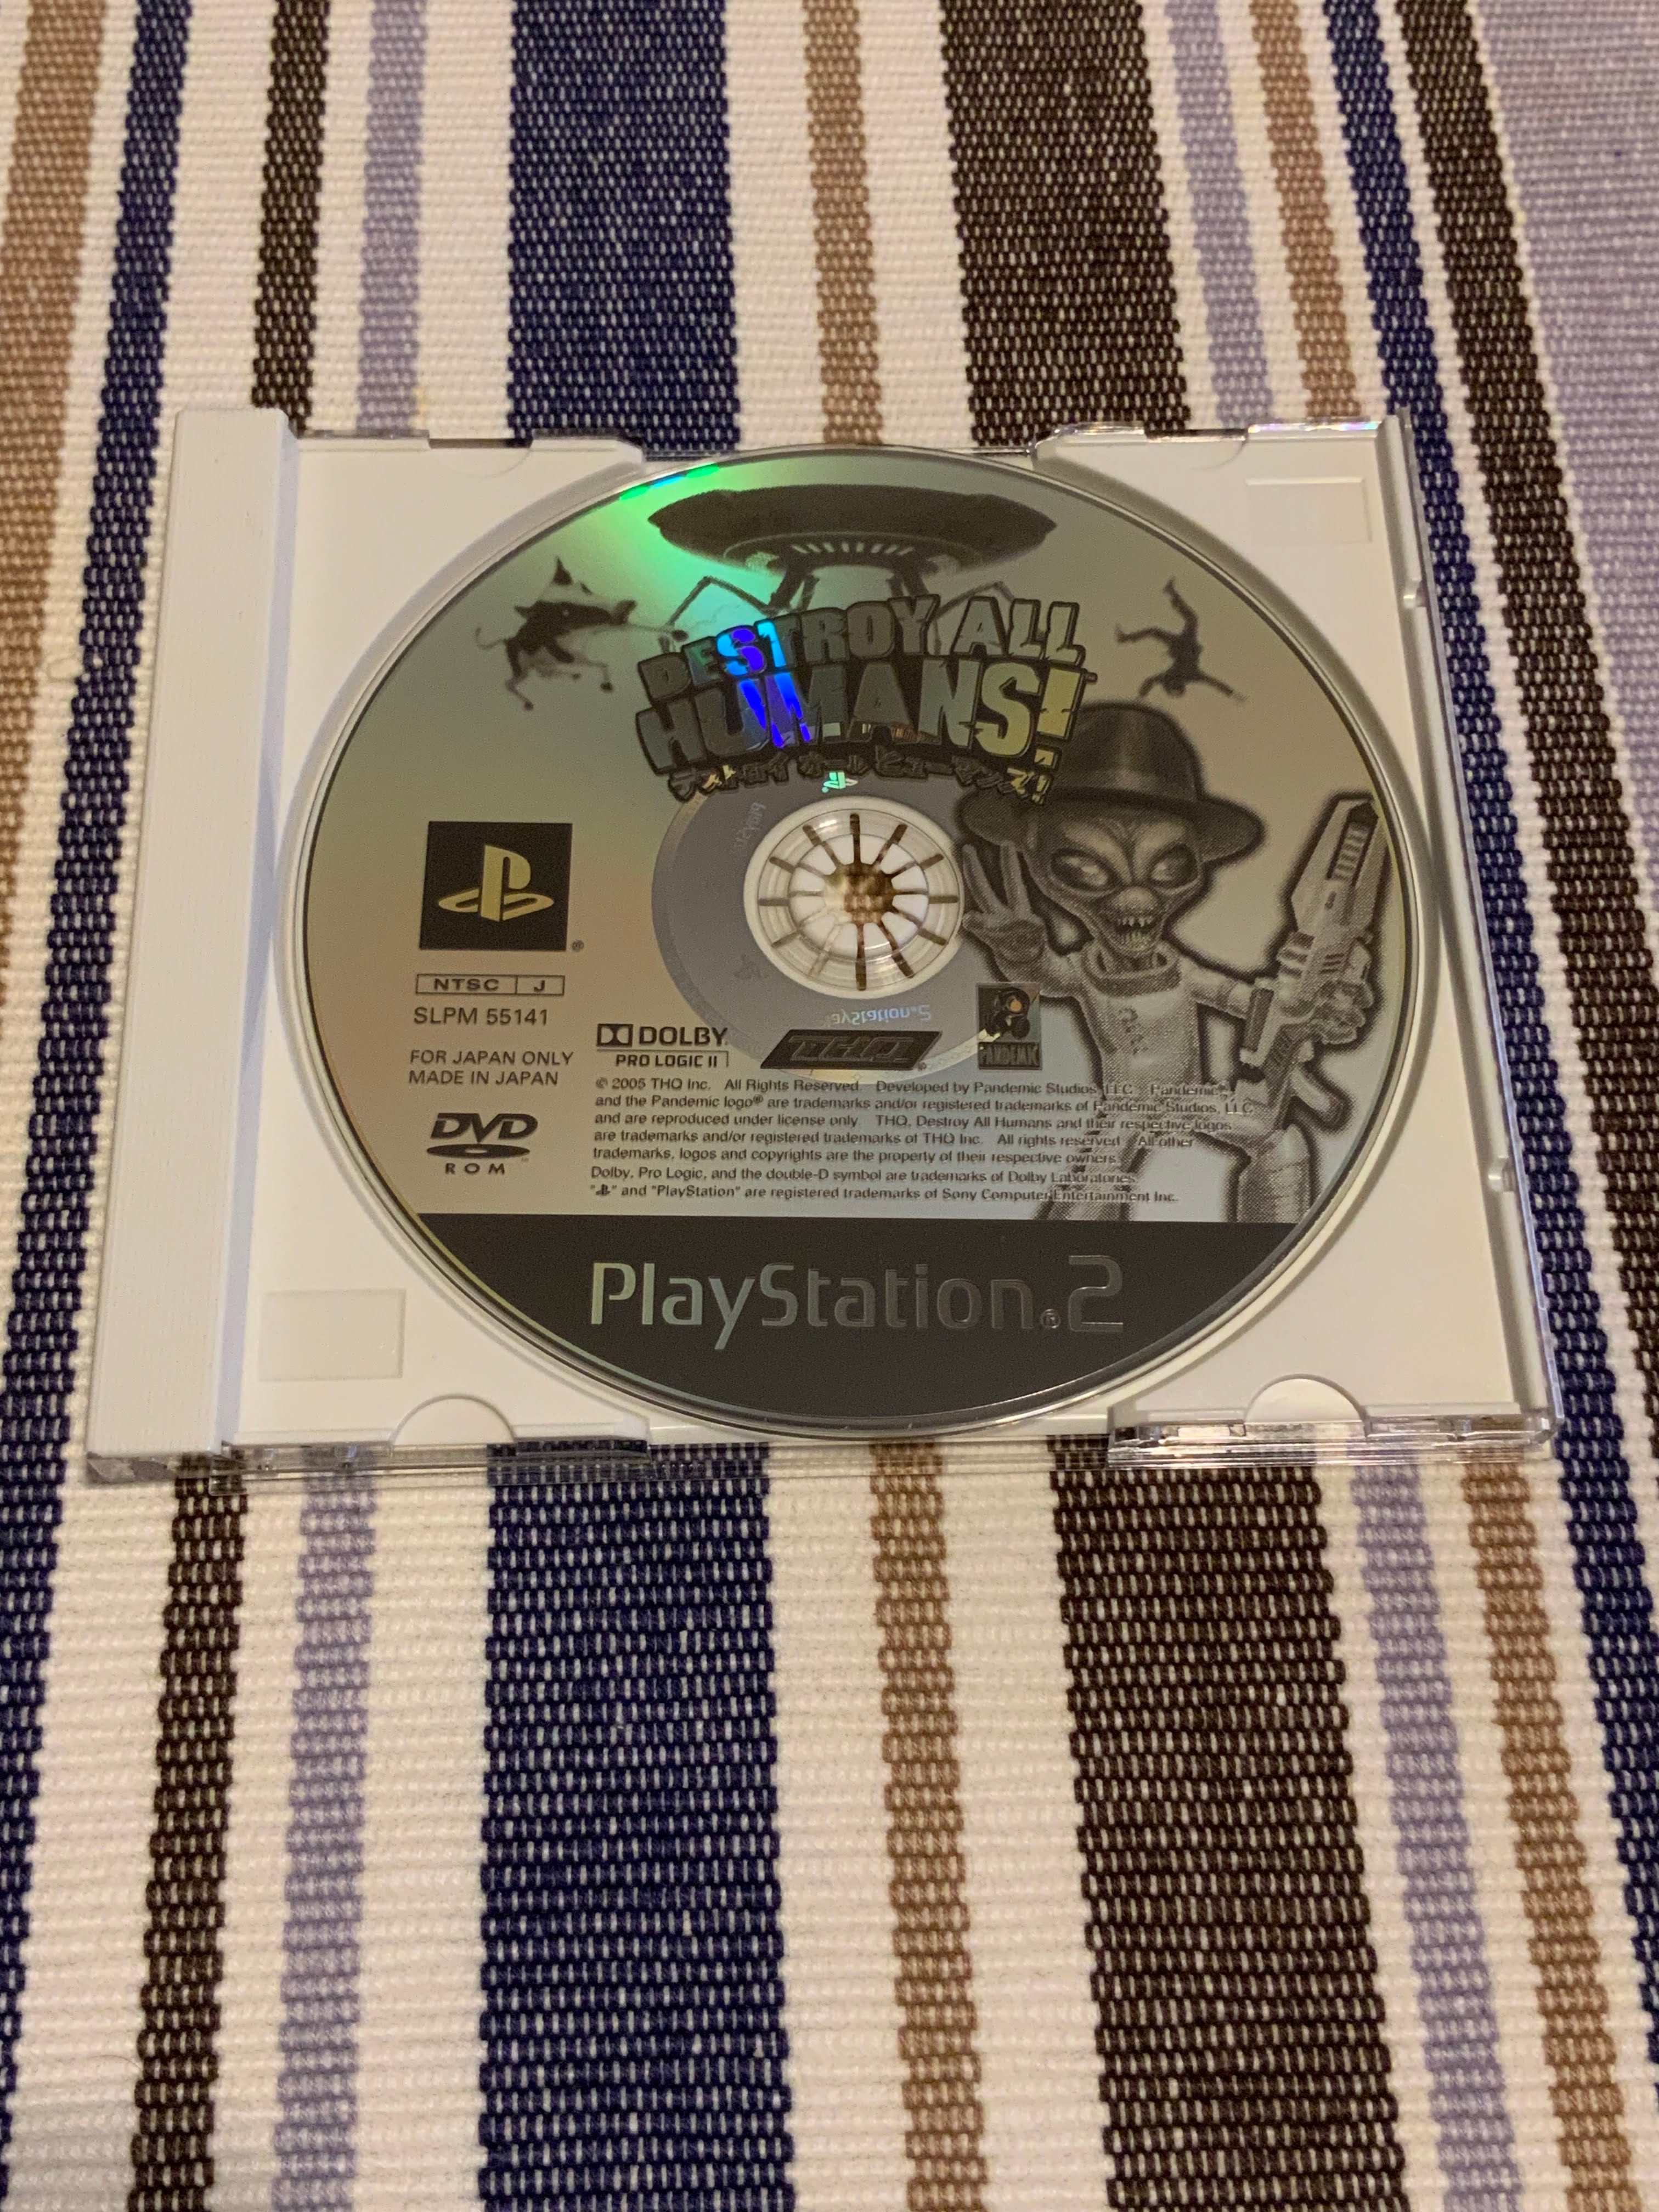 DESTROY ALL
HUMANS!™
デストロイ オール ヒューマンズ!
NTSC J
SLPM 55141
FOR JAPAN ONLY
MADE IN JAPAN
DVD
ROM
DOLBY
PRO LOGIC II
THQ
PANDEMIC
PlayStation.2
© 2005 THQ Inc. All Rights Reserved. Developed by Pandemic Studios, LLC. Pandemic®
and the Pandemic logo® are trademarks and/or registered trademarks of Pandemic Studios, LLC
and are reproduced under license only. THQ, Destroy All Humans and their respective logos
are trademarks and/or registered trademarks of THQ Inc. All rights reserved. All other
trademarks, logos and copyrights are the property of their respective owners.
Dolby, Pro Logic, and the double-D symbol are trademarks of Dolby Laboratories.
" " and "PlayStation" are registered trademarks of Sony Computer Entertainment Inc.
PlayStation®2